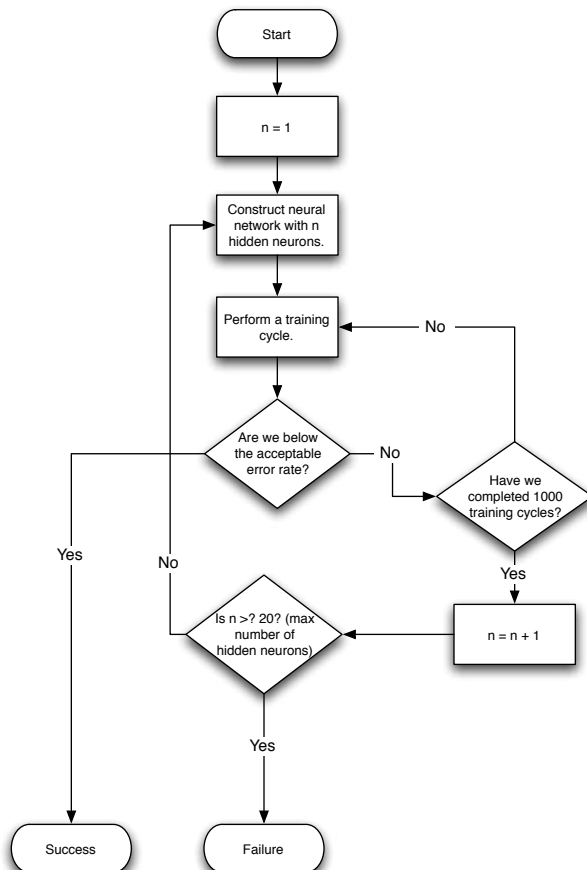 Start
n = 1
Construct neural
network with n
hidden neurons.
Perform a training
cycle.
No
Are we below
the acceptable
error rate?
No
Have we
completed 1000
training cycles?
Yes
No
Yes
Is n >? 20? (max
number of
hidden neurons)
n = n + 1
Yes
Success
Failure